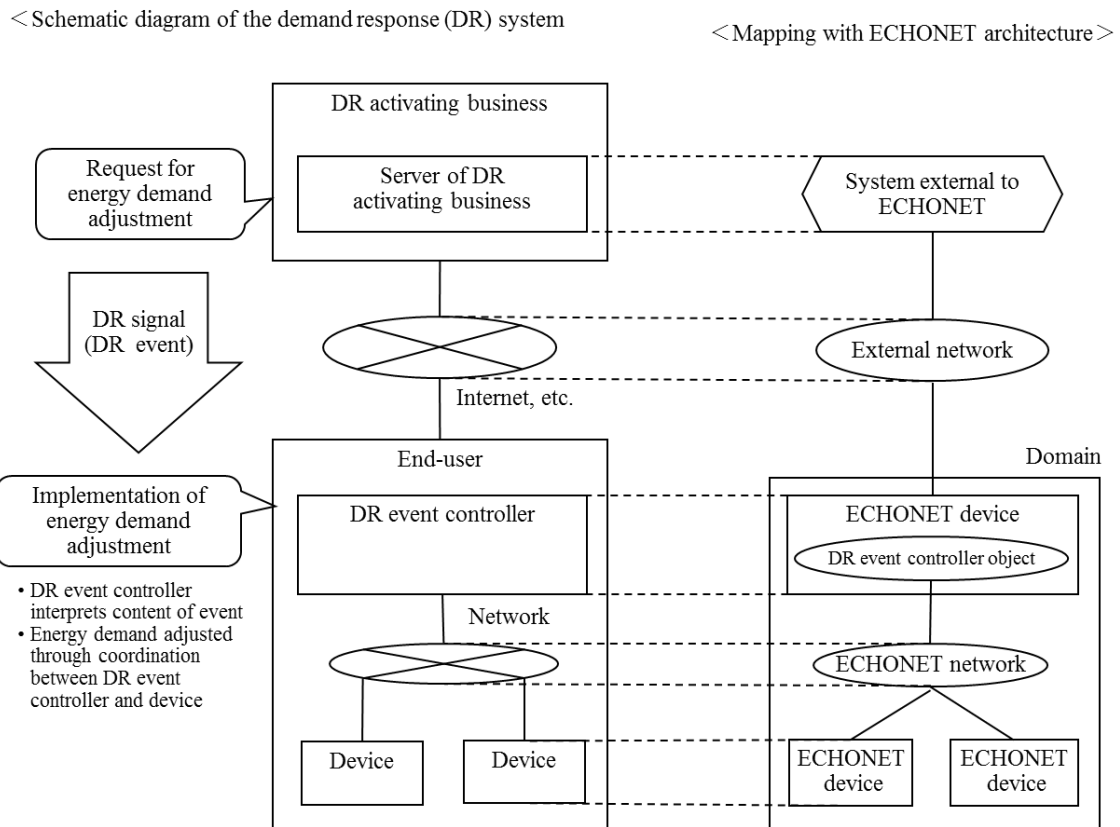 ＜Schematic diagram of the demand response (DR) system
＜Mapping with ECHONET architecture＞
DR activating business
Request for
energy demand
adjustment
Server of DR
activating business
System external to
ECHONET
DR signal
(DR event)
External network
Internet, etc.
End-user
Domain
Implementation of
energy demand
adjustment
DR event controller
ECHONET device
DR event controller object
• DR event controller
interprets content of event
• Energy demand adjusted
through coordination
between DR event
controller and device
Network
ECHONET network
Device
Device
ECHONET
device
ECHONET
device